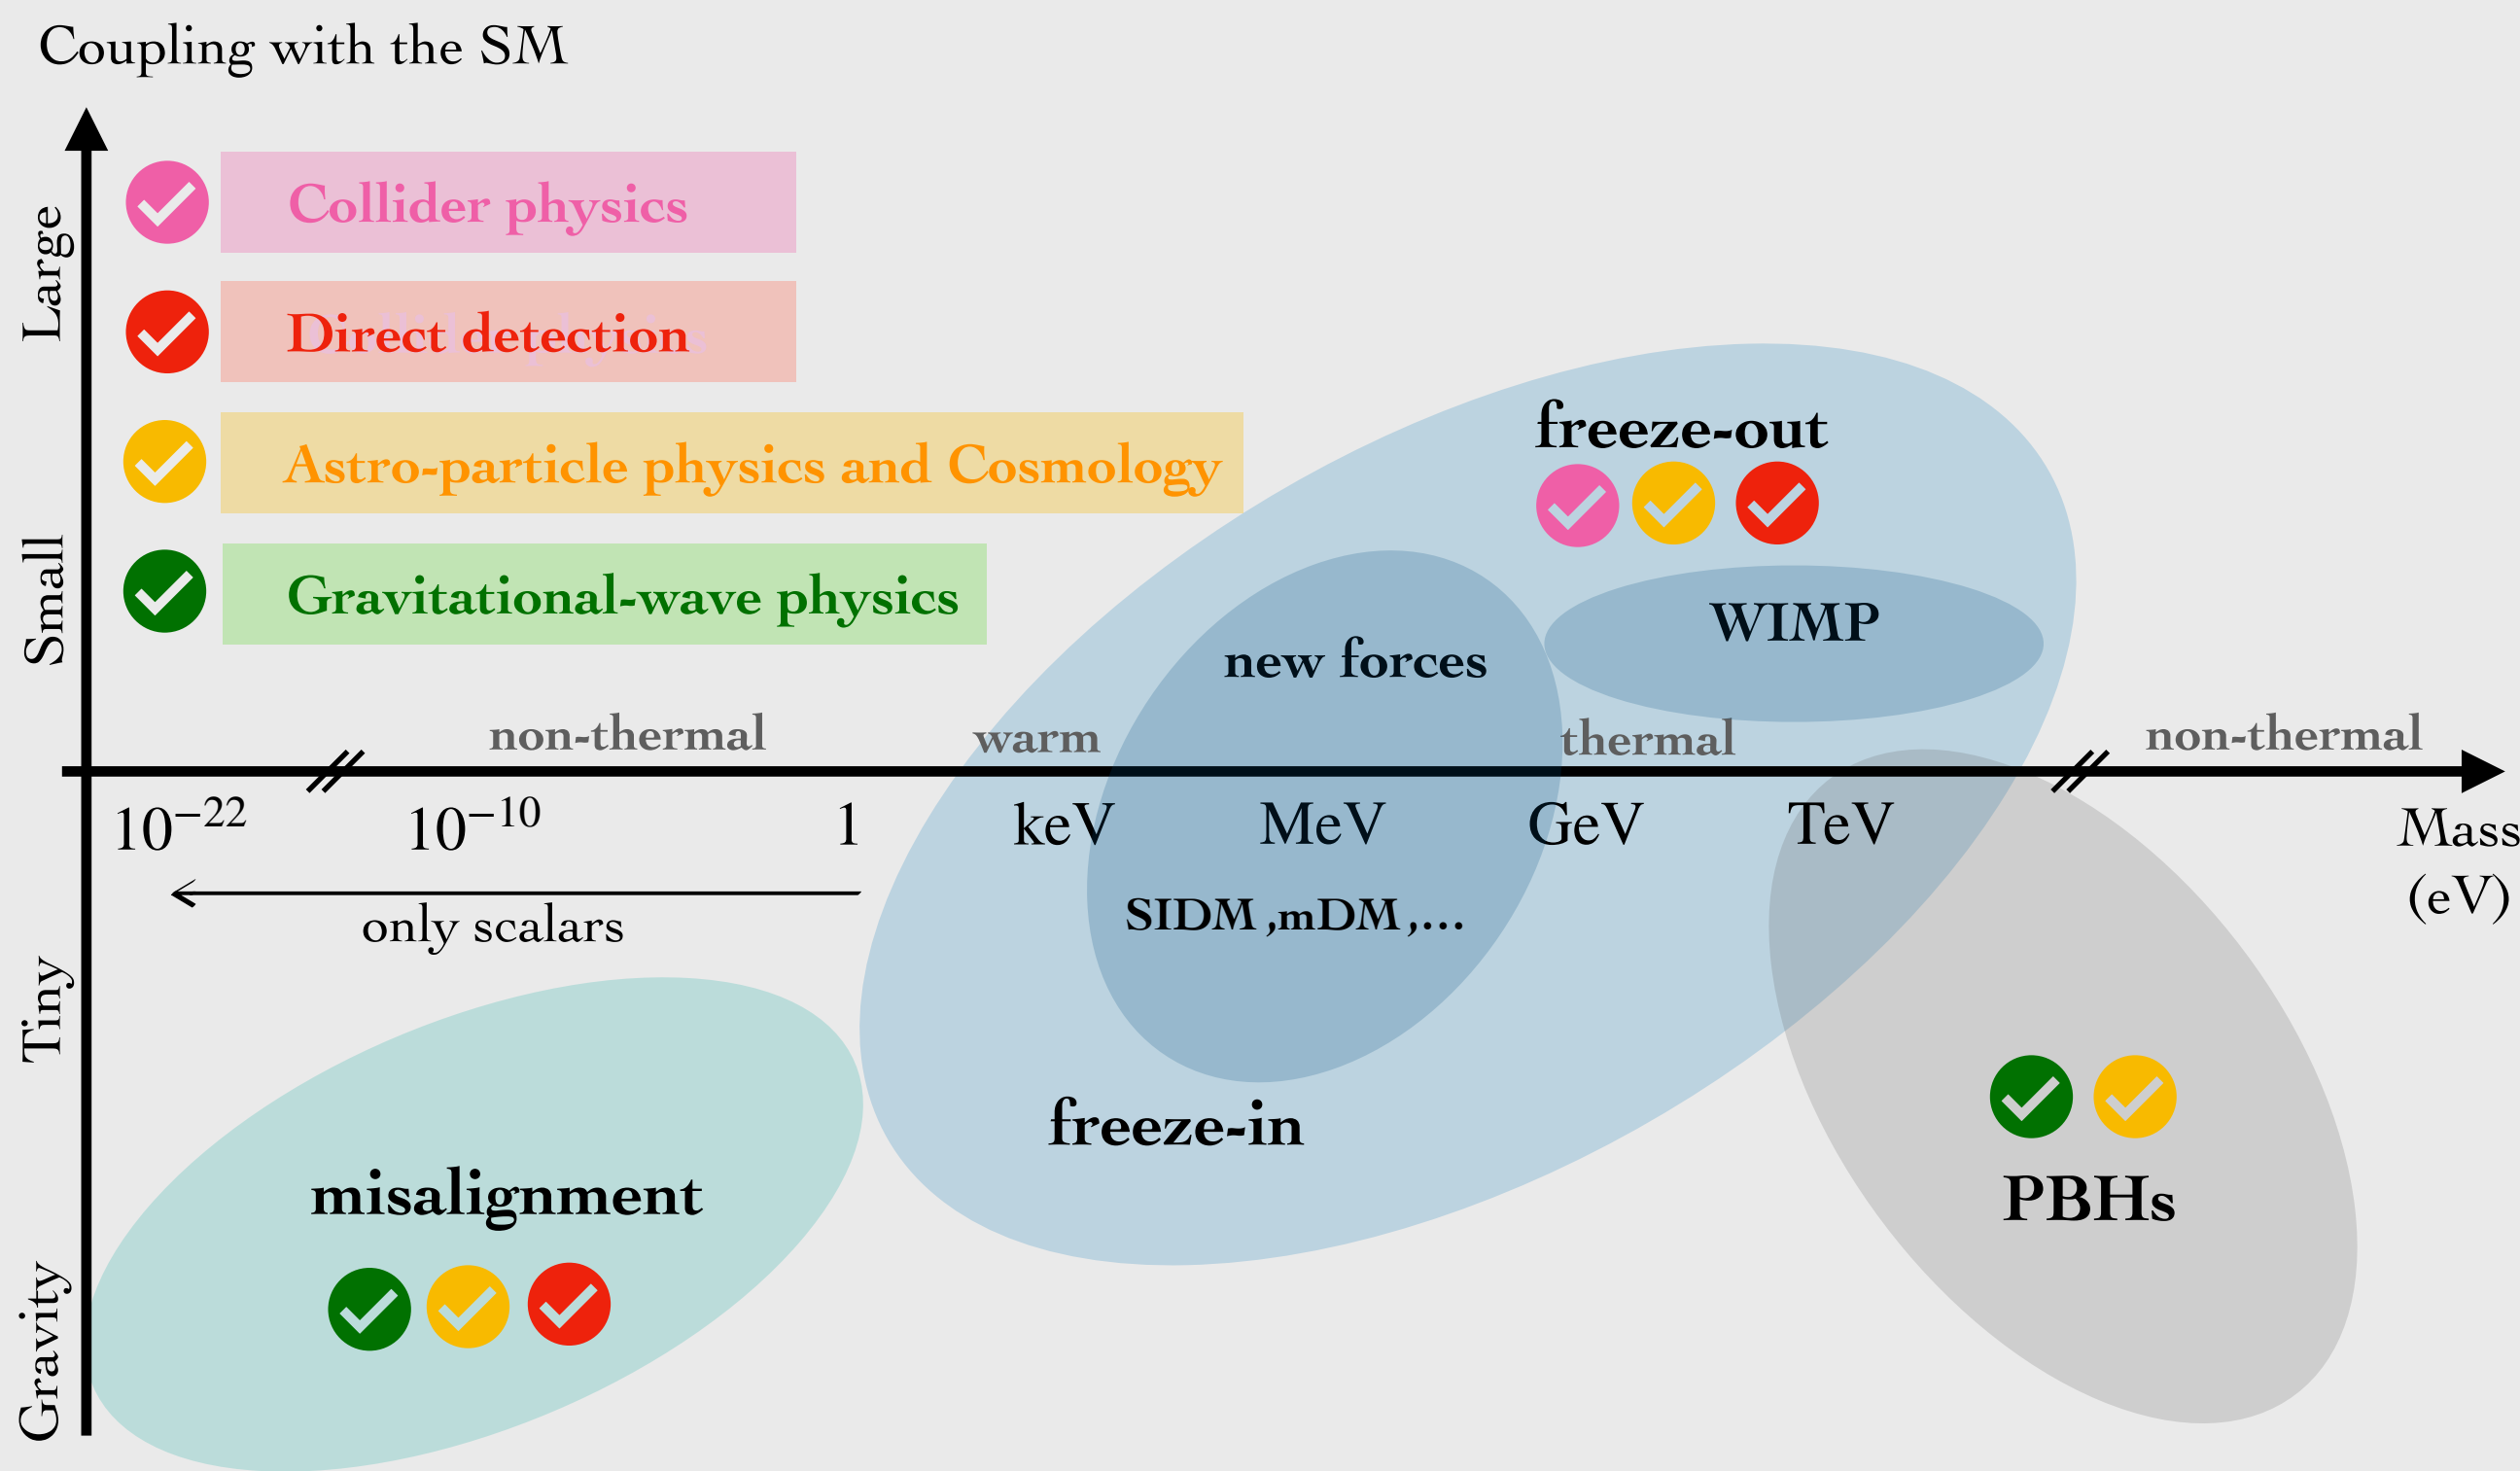 Coupling with the SM
Large
Small
Tiny
Gravity
Collider physics
Direct detection
Astro-particle physics and Cosmology
Gravitational-wave physics
freeze-out
WIMP
new forces
non-thermal
warm
thermal
non-thermal
10⁻²²
10⁻¹⁰
1
keV
MeV
GeV
TeV
Mass
(eV)
only scalars
SIDM,mDM,...
freeze-in
misalignment
PBHs